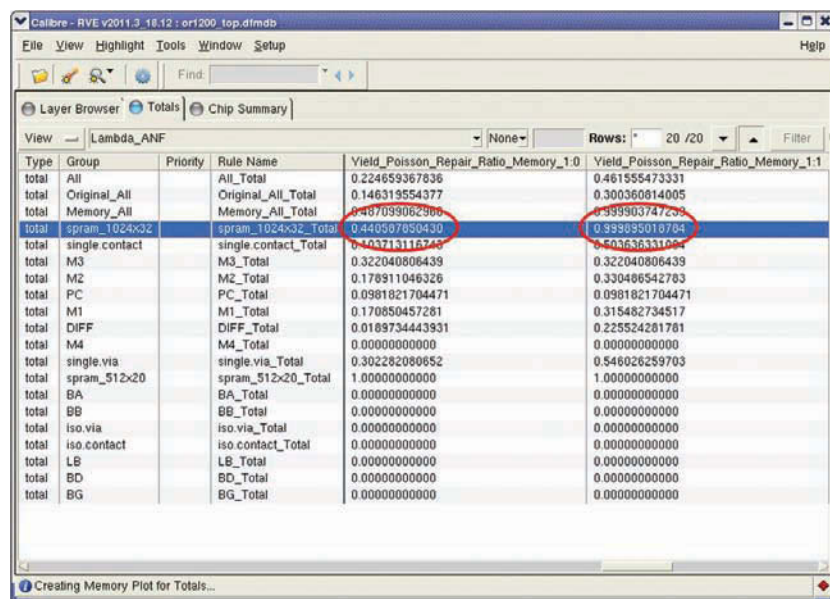 Calibre - RVE v2011.3_18.12 : or1200_top.dfmdb
File View Highlight Tools Window Setup Help
Find:
Layer Browser Totals Chip Summary
View Lambda_ANF None Rows: * 20 /20 Filter
Type Group Priority Rule Name Yield_Poisson_Repair_Ratio_Memory_1:0 Yield_Poisson_Repair_Ratio_Memory_1:1
total All All_Total 0.224659367836 0.461555473331
total Original_All Original_All_Total 0.146319554377 0.300360814005
total Memory_All Memory_All_Total 0.487099062966 0.999903747253
total spram_1024x32 spram_1024x32_Total 0.440587850430 0.999895018784
total single.contact single.contact_Total 0.103713116743 0.503636331094
total M3 M3_Total 0.322040806439 0.322040806439
total M2 M2_Total 0.178911046326 0.330486542783
total PC PC_Total 0.0981821704471 0.0981821704471
total M1 M1_Total 0.170850457281 0.315482734517
total DIFF DIFF_Total 0.0189734443931 0.225524281781
total M4 M4_Total 0.00000000000 0.00000000000
total single.via single.via_Total 0.302282080652 0.546026259703
total spram_512x20 spram_512x20_Total 1.00000000000 1.00000000000
total BA BA_Total 0.00000000000 0.00000000000
total BB BB_Total 0.00000000000 0.00000000000
total iso.via iso.via_Total 0.00000000000 0.00000000000
total iso.contact iso.contact_Total 0.00000000000 0.00000000000
total LB LB_Total 0.00000000000 0.00000000000
total BD BD_Total 0.00000000000 0.00000000000
total BG BG_Total 0.00000000000 0.00000000000
Creating Memory Plot for Totals...